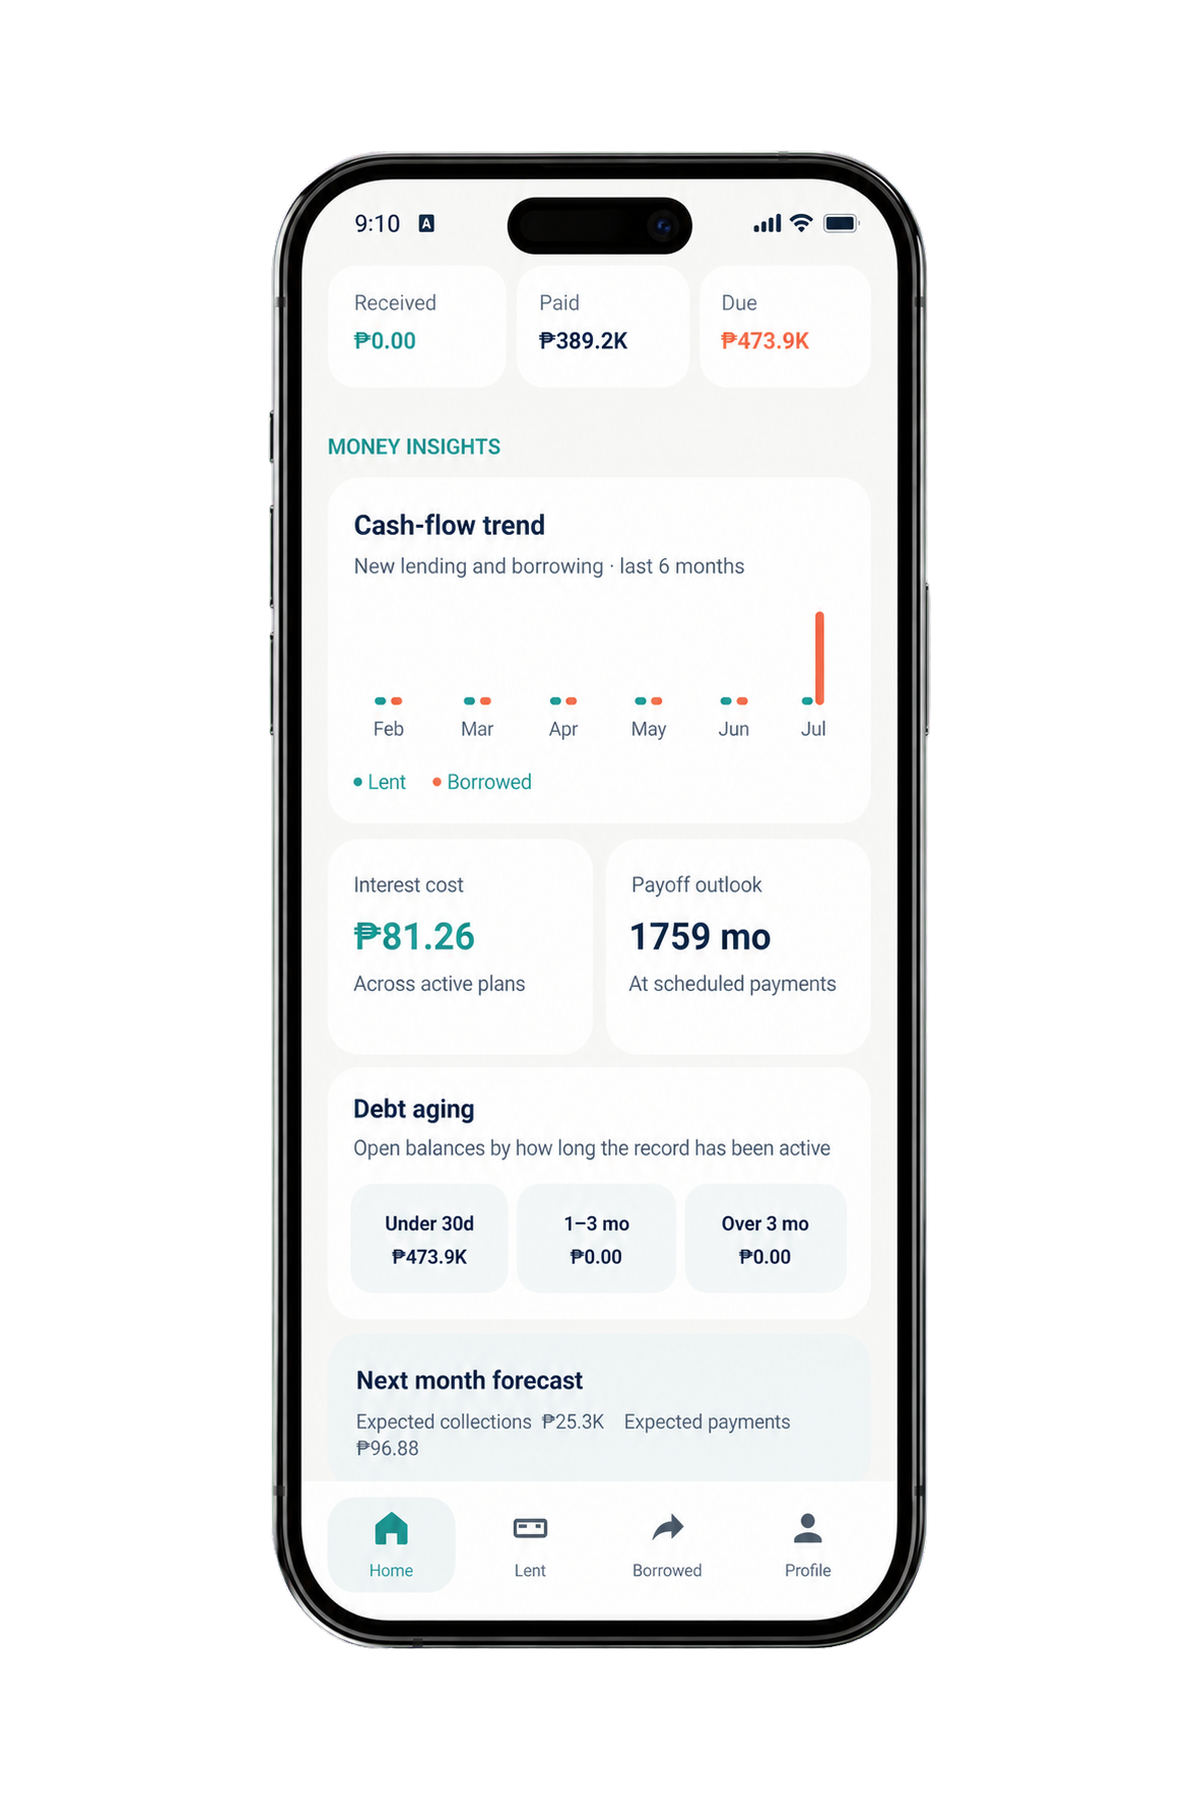 9:10 A
Received Paid Due
₱0.00 ₱389.2K ₱473.9K
MONEY INSIGHTS
Cash-flow trend
New lending and borrowing · last 6 months
Feb Mar Apr May Jun Jul
Lent Borrowed
Interest cost
₱81.26
Across active plans
Payoff outlook
1759 mo
At scheduled payments
Debt aging
Open balances by how long the record has been active
Under 30d 1–3 mo Over 3 mo
₱473.9K ₱0.00 ₱0.00
Next month forecast
Expected collections ₱25.3K Expected payments
₱96.88
Home Lent Borrowed Profile